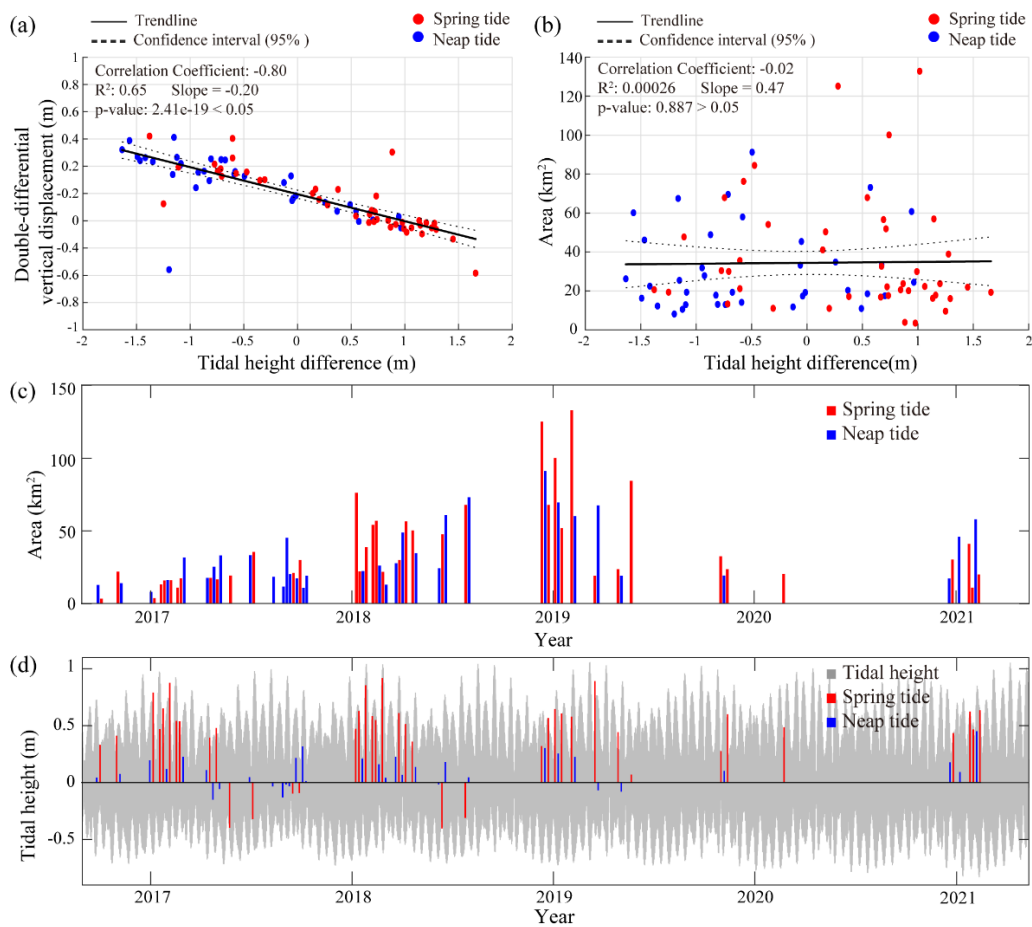 (a)
Trendline
Confidence interval (95% )
Spring tide
Neap tide
Correlation Coefficient: -0.80
R²: 0.65 Slope = -0.20
p-value: 2.41e-19 < 0.05
1
0.8
0.6
0.4
0.2
-0.2
0
-0.4
-0.6
-0.8
-1
Double-differential
vertical displacement (m)
-2 -1.5 -1 -0.5 0 0.5 1 1.5 2
Tidal height difference (m)
(b)
Trendline
Confidence interval (95% )
Spring tide
Neap tide
Correlation Coefficient: -0.02
R²: 0.00026 Slope = 0.47
p-value: 0.887 > 0.05
140
120
100
80
60
40
20
0
Area (km²)
-2 -1.5 -1 -0.5 0 0.5 1 1.5 2
Tidal height difference(m)
(c)
Spring tide
Neap tide
150
100
50
0
Area (km²)
2017 2018 2019 2020 2021
Year
(d)
Tidal height
Spring tide
Neap tide
1
0.5
0
-0.5
Tidal height (m)
2017 2018 2019 2020 2021
Year